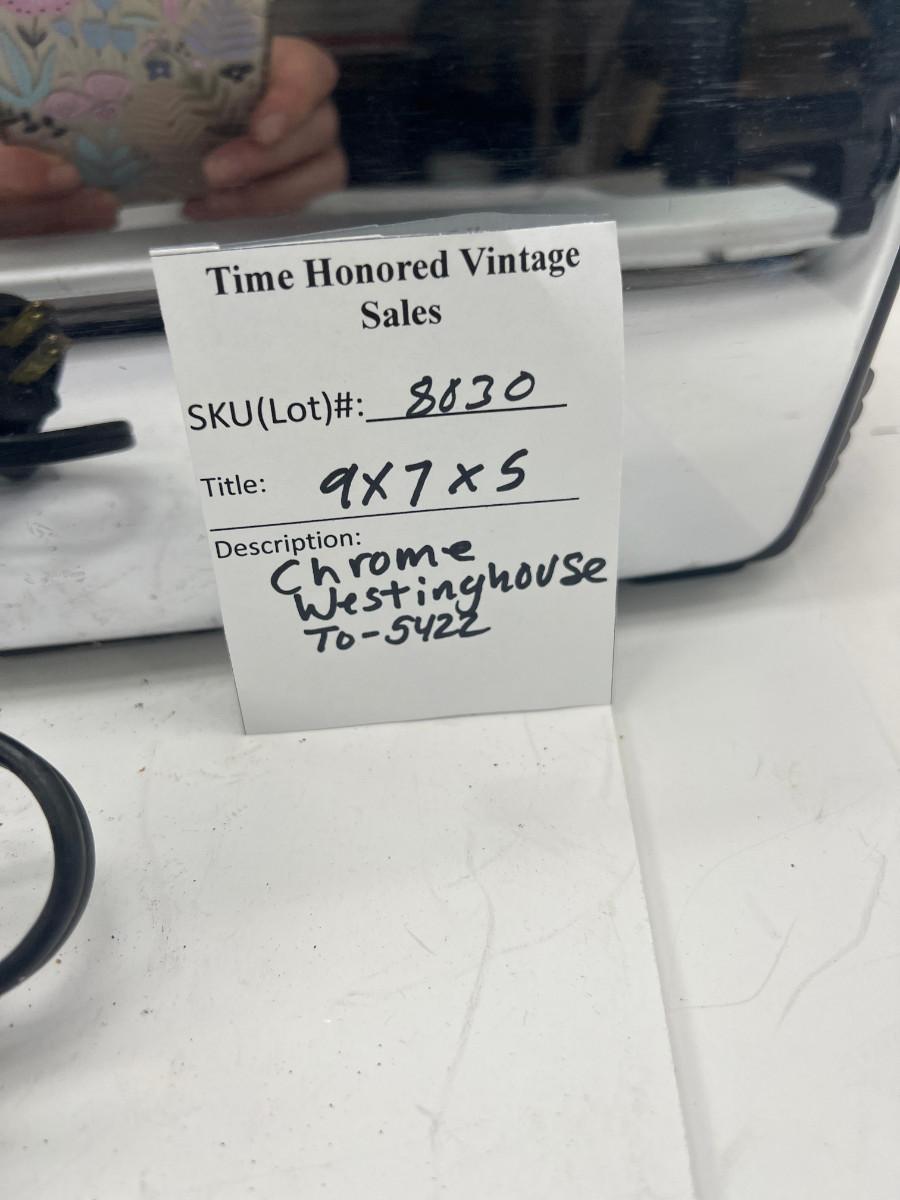 Time Honored Vintage
Sales
SKU(Lot)#: 8030
Title: 9X7X5
Description:
Chrome
Westinghouse
To-5422